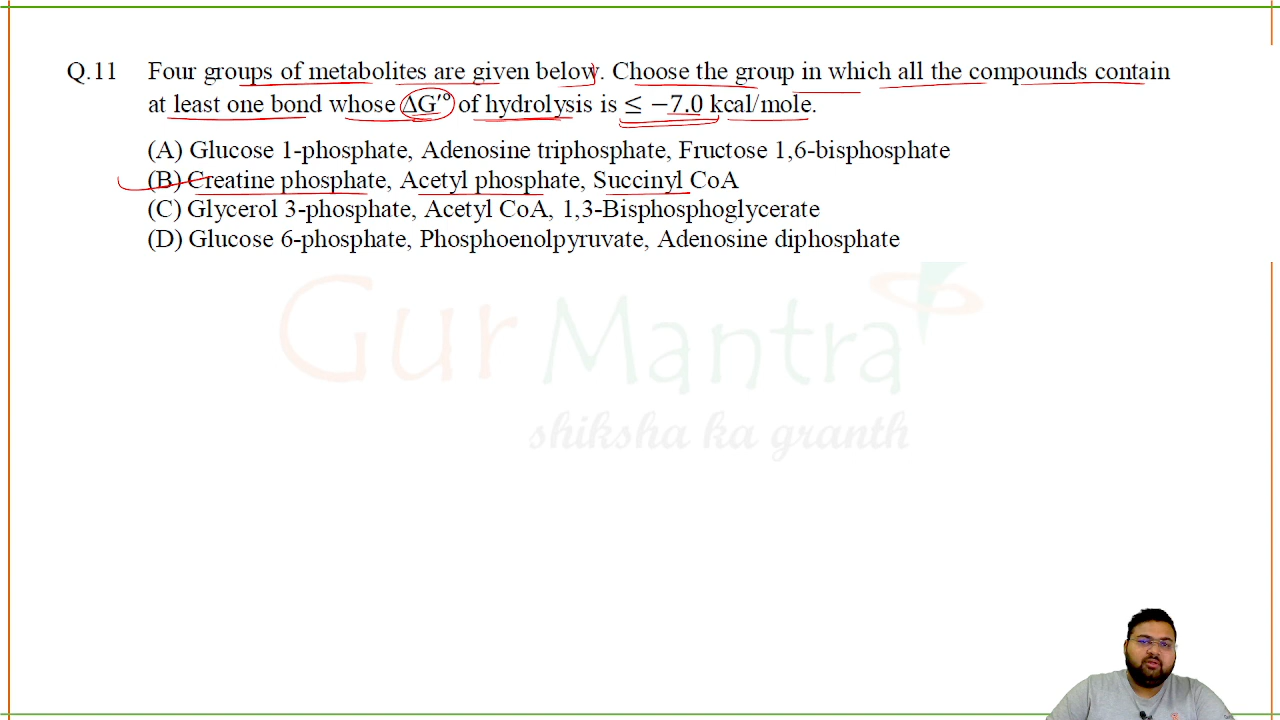 Q.11 Four groups of metabolites are given below. Choose the group in which all the compounds contain
at least one bond whose ΔG′° of hydrolysis is ≤ −7.0 kcal/mole.
(A) Glucose 1-phosphate, Adenosine triphosphate, Fructose 1,6-bisphosphate
(B) Creatine phosphate, Acetyl phosphate, Succinyl CoA
(C) Glycerol 3-phosphate, Acetyl CoA, 1,3-Bisphosphoglycerate
(D) Glucose 6-phosphate, Phosphoenolpyruvate, Adenosine diphosphate
Gur Mantra
shiksha ka granth